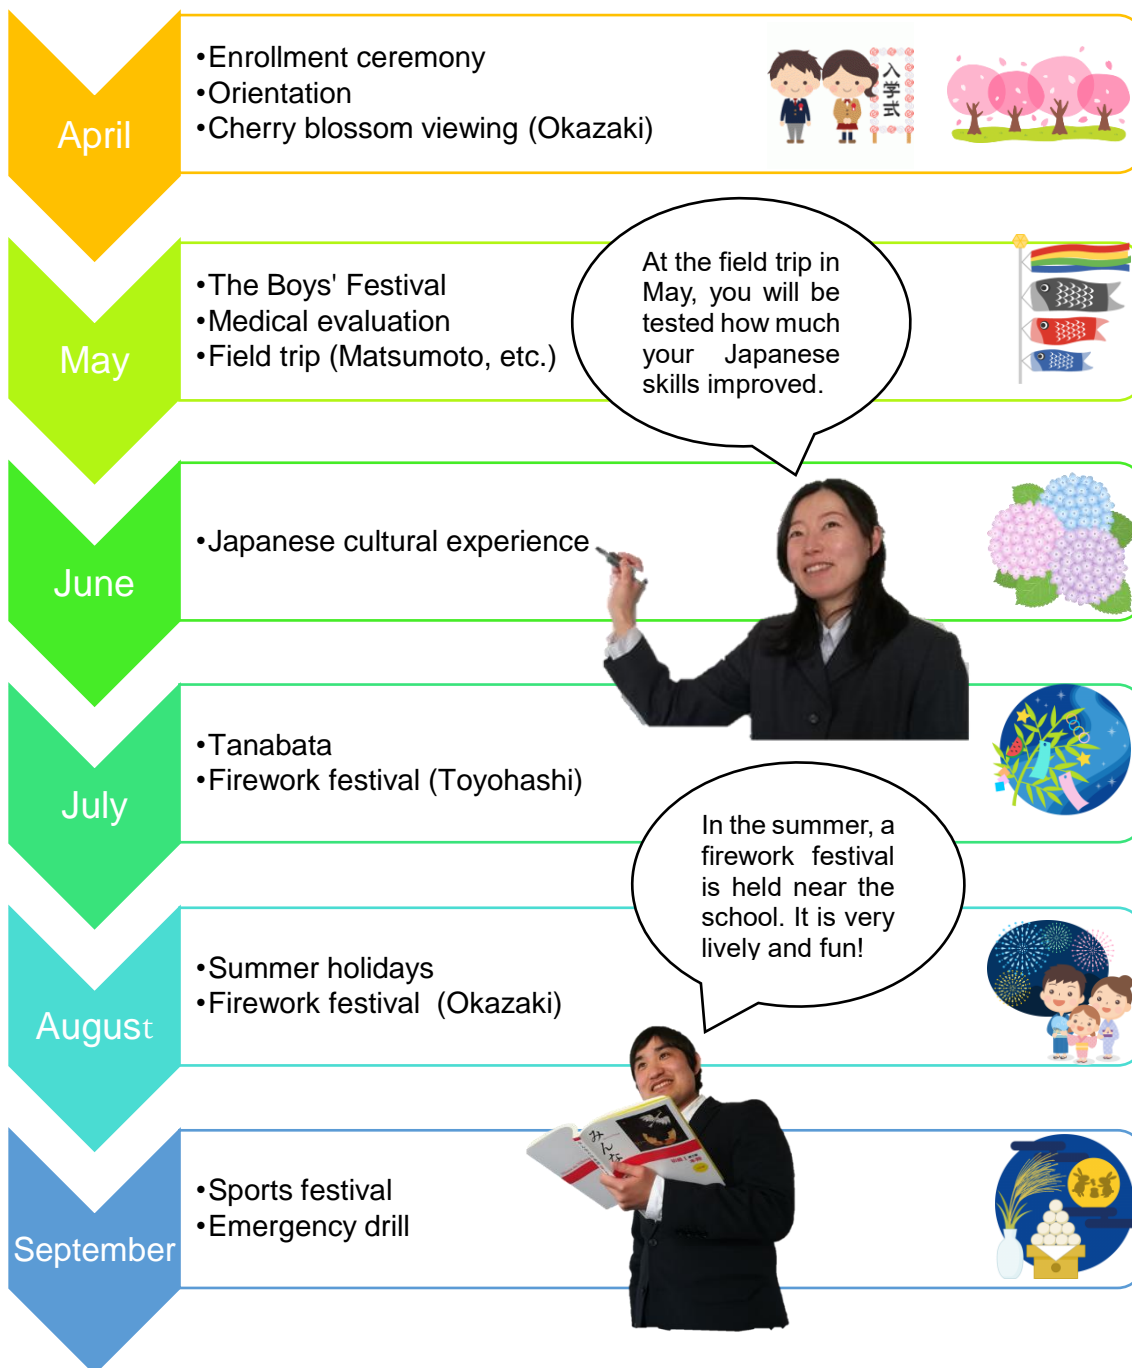 April
•Enrollment ceremony
•Orientation
•Cherry blossom viewing (Okazaki)
入学式
May
•The Boys' Festival
•Medical evaluation
•Field trip (Matsumoto, etc.)
At the field trip in
May, you will be
tested how much
your Japanese
skills improved.
June
•Japanese cultural experience
July
•Tanabata
•Firework festival (Toyohashi)
In the summer, a
firework festival
is held near the
school. It is very
lively and fun!
August
•Summer holidays
•Firework festival (Okazaki)
みんな
September
•Sports festival
•Emergency drill